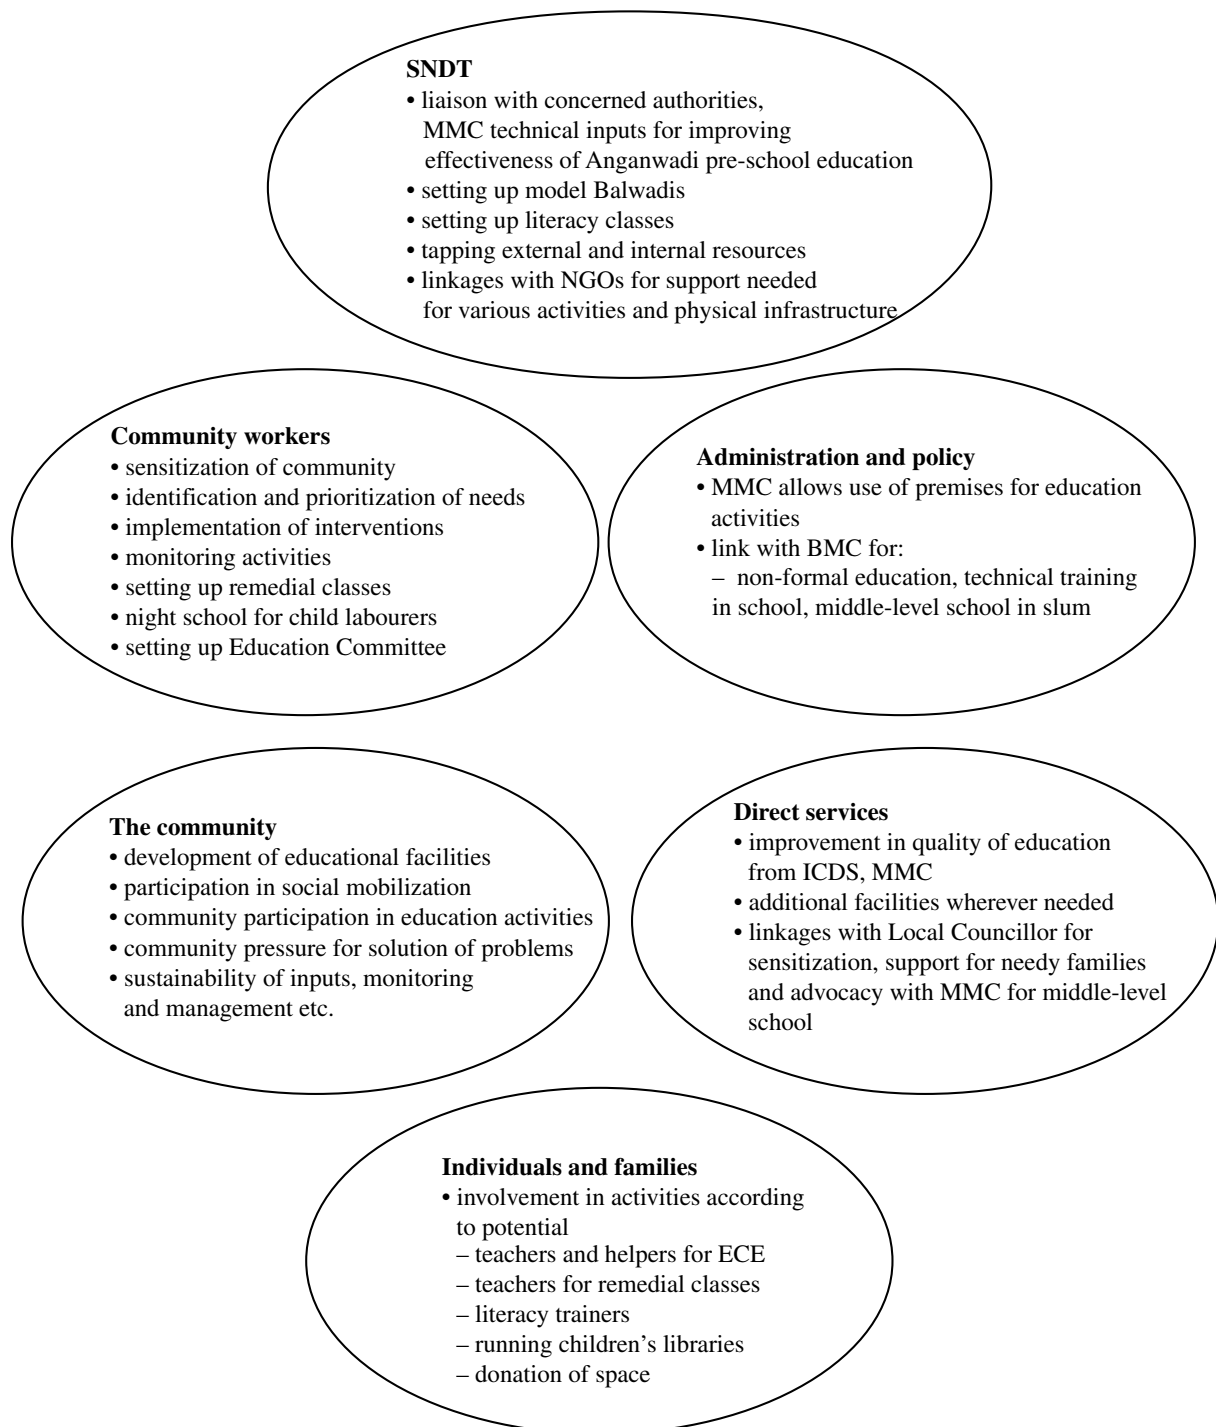 SNDT
• liaison with concerned authorities,
MMC technical inputs for improving
effectiveness of Anganwadi pre-school education
• setting up model Balwadis
• setting up literacy classes
• tapping external and internal resources
• linkages with NGOs for support needed
for various activities and physical infrastructure
Community workers
• sensitization of community
• identification and prioritization of needs
• implementation of interventions
• monitoring activities
• setting up remedial classes
• night school for child labourers
• setting up Education Committee
Administration and policy
• MMC allows use of premises for education
activities
• link with BMC for:
– non-formal education, technical training
in school, middle-level school in slum
The community
• development of educational facilities
• participation in social mobilization
• community participation in education activities
• community pressure for solution of problems
• sustainability of inputs, monitoring
and management etc.
Direct services
• improvement in quality of education
from ICDS, MMC
• additional facilities wherever needed
• linkages with Local Councillor for
sensitization, support for needy families
and advocacy with MMC for middle-level
school
Individuals and families
• involvement in activities according
to potential
– teachers and helpers for ECE
– teachers for remedial classes
– literacy trainers
– running children’s libraries
– donation of space